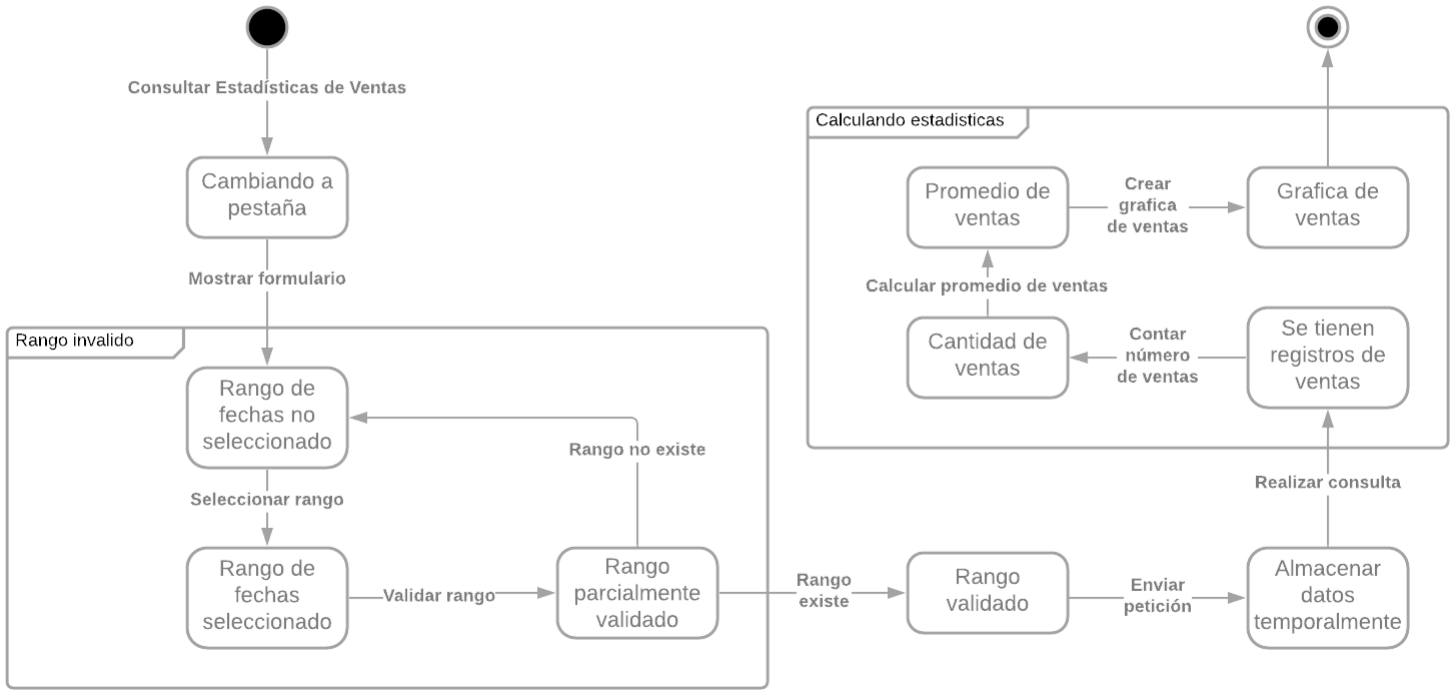 Consultar Estadísticas de Ventas
Cambiando a
pestaña
Mostrar formulario
Rango invalido
Rango de
fechas no
seleccionado
Rango no existe
Seleccionar rango
Rango de
fechas
seleccionado
Validar rango
Rango
parcialmente
validado
Rango
existe
Rango
validado
Enviar
petición
Almacenar
datos
temporalmente
Realizar consulta
Calculando estadisticas
Se tienen
registros de
ventas
Contar
número
de ventas
Cantidad de
ventas
Calcular promedio de ventas
Promedio de
ventas
Crear
grafica
de ventas
Grafica de
ventas